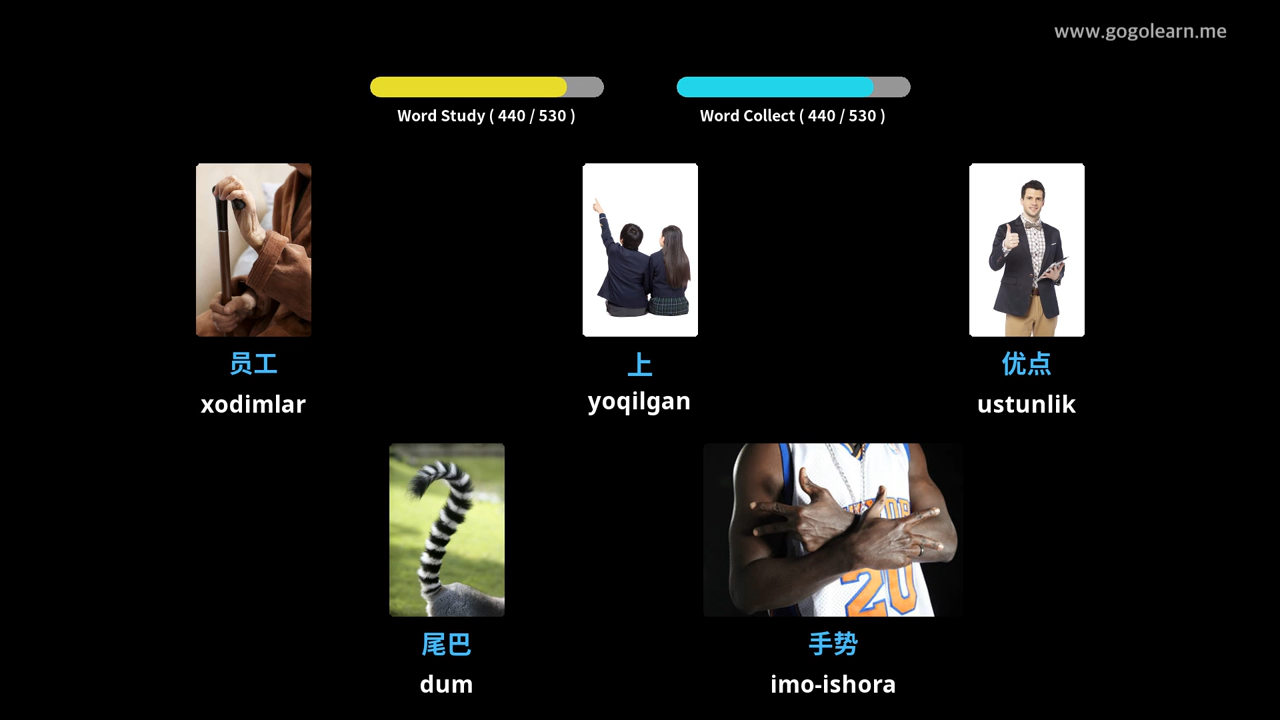 www.gogolearn.me
Word Study ( 440 / 530 )
Word Collect ( 440 / 530 )
员工
xodimlar
上
yoqilgan
优点
ustunlik
20
尾巴
dum
手势
imo-ishora